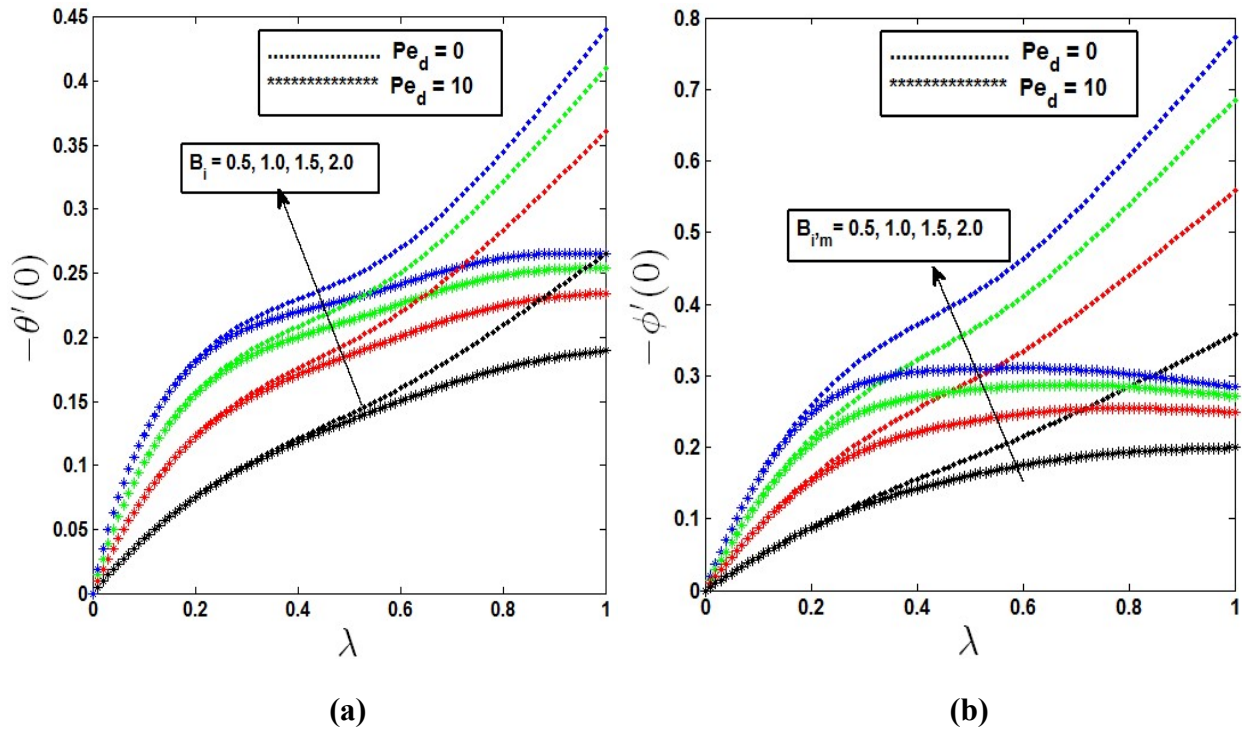 0.45
0.4
0.35
0.3
0.25
0.2
0.15
0.1
0.05
0
0 0.2 0.4 0.6 0.8 1
−θ′(0)
λ
.................... Pe_d = 0
************** Pe_d = 10
B_i = 0.5, 1.0, 1.5, 2.0
(a)
0.8
0.7
0.6
0.5
0.4
0.3
0.2
0.1
0
0 0.2 0.4 0.6 0.8 1
−ϕ′(0)
λ
.................... Pe_d = 0
************** Pe_d = 10
B_i'm = 0.5, 1.0, 1.5, 2.0
(b)